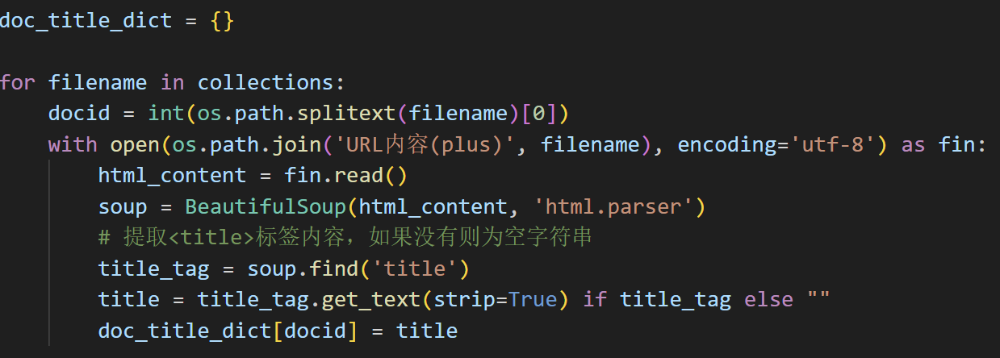 doc_title_dict = {}
for filename in collections:
    docid = int(os.path.splitext(filename)[0])
    with open(os.path.join('URL内容(plus)', filename), encoding='utf-8') as fin:
        html_content = fin.read()
        soup = BeautifulSoup(html_content, 'html.parser')
        # 提取<title>标签内容，如果没有则为空字符串
        title_tag = soup.find('title')
        title = title_tag.get_text(strip=True) if title_tag else ""
        doc_title_dict[docid] = title